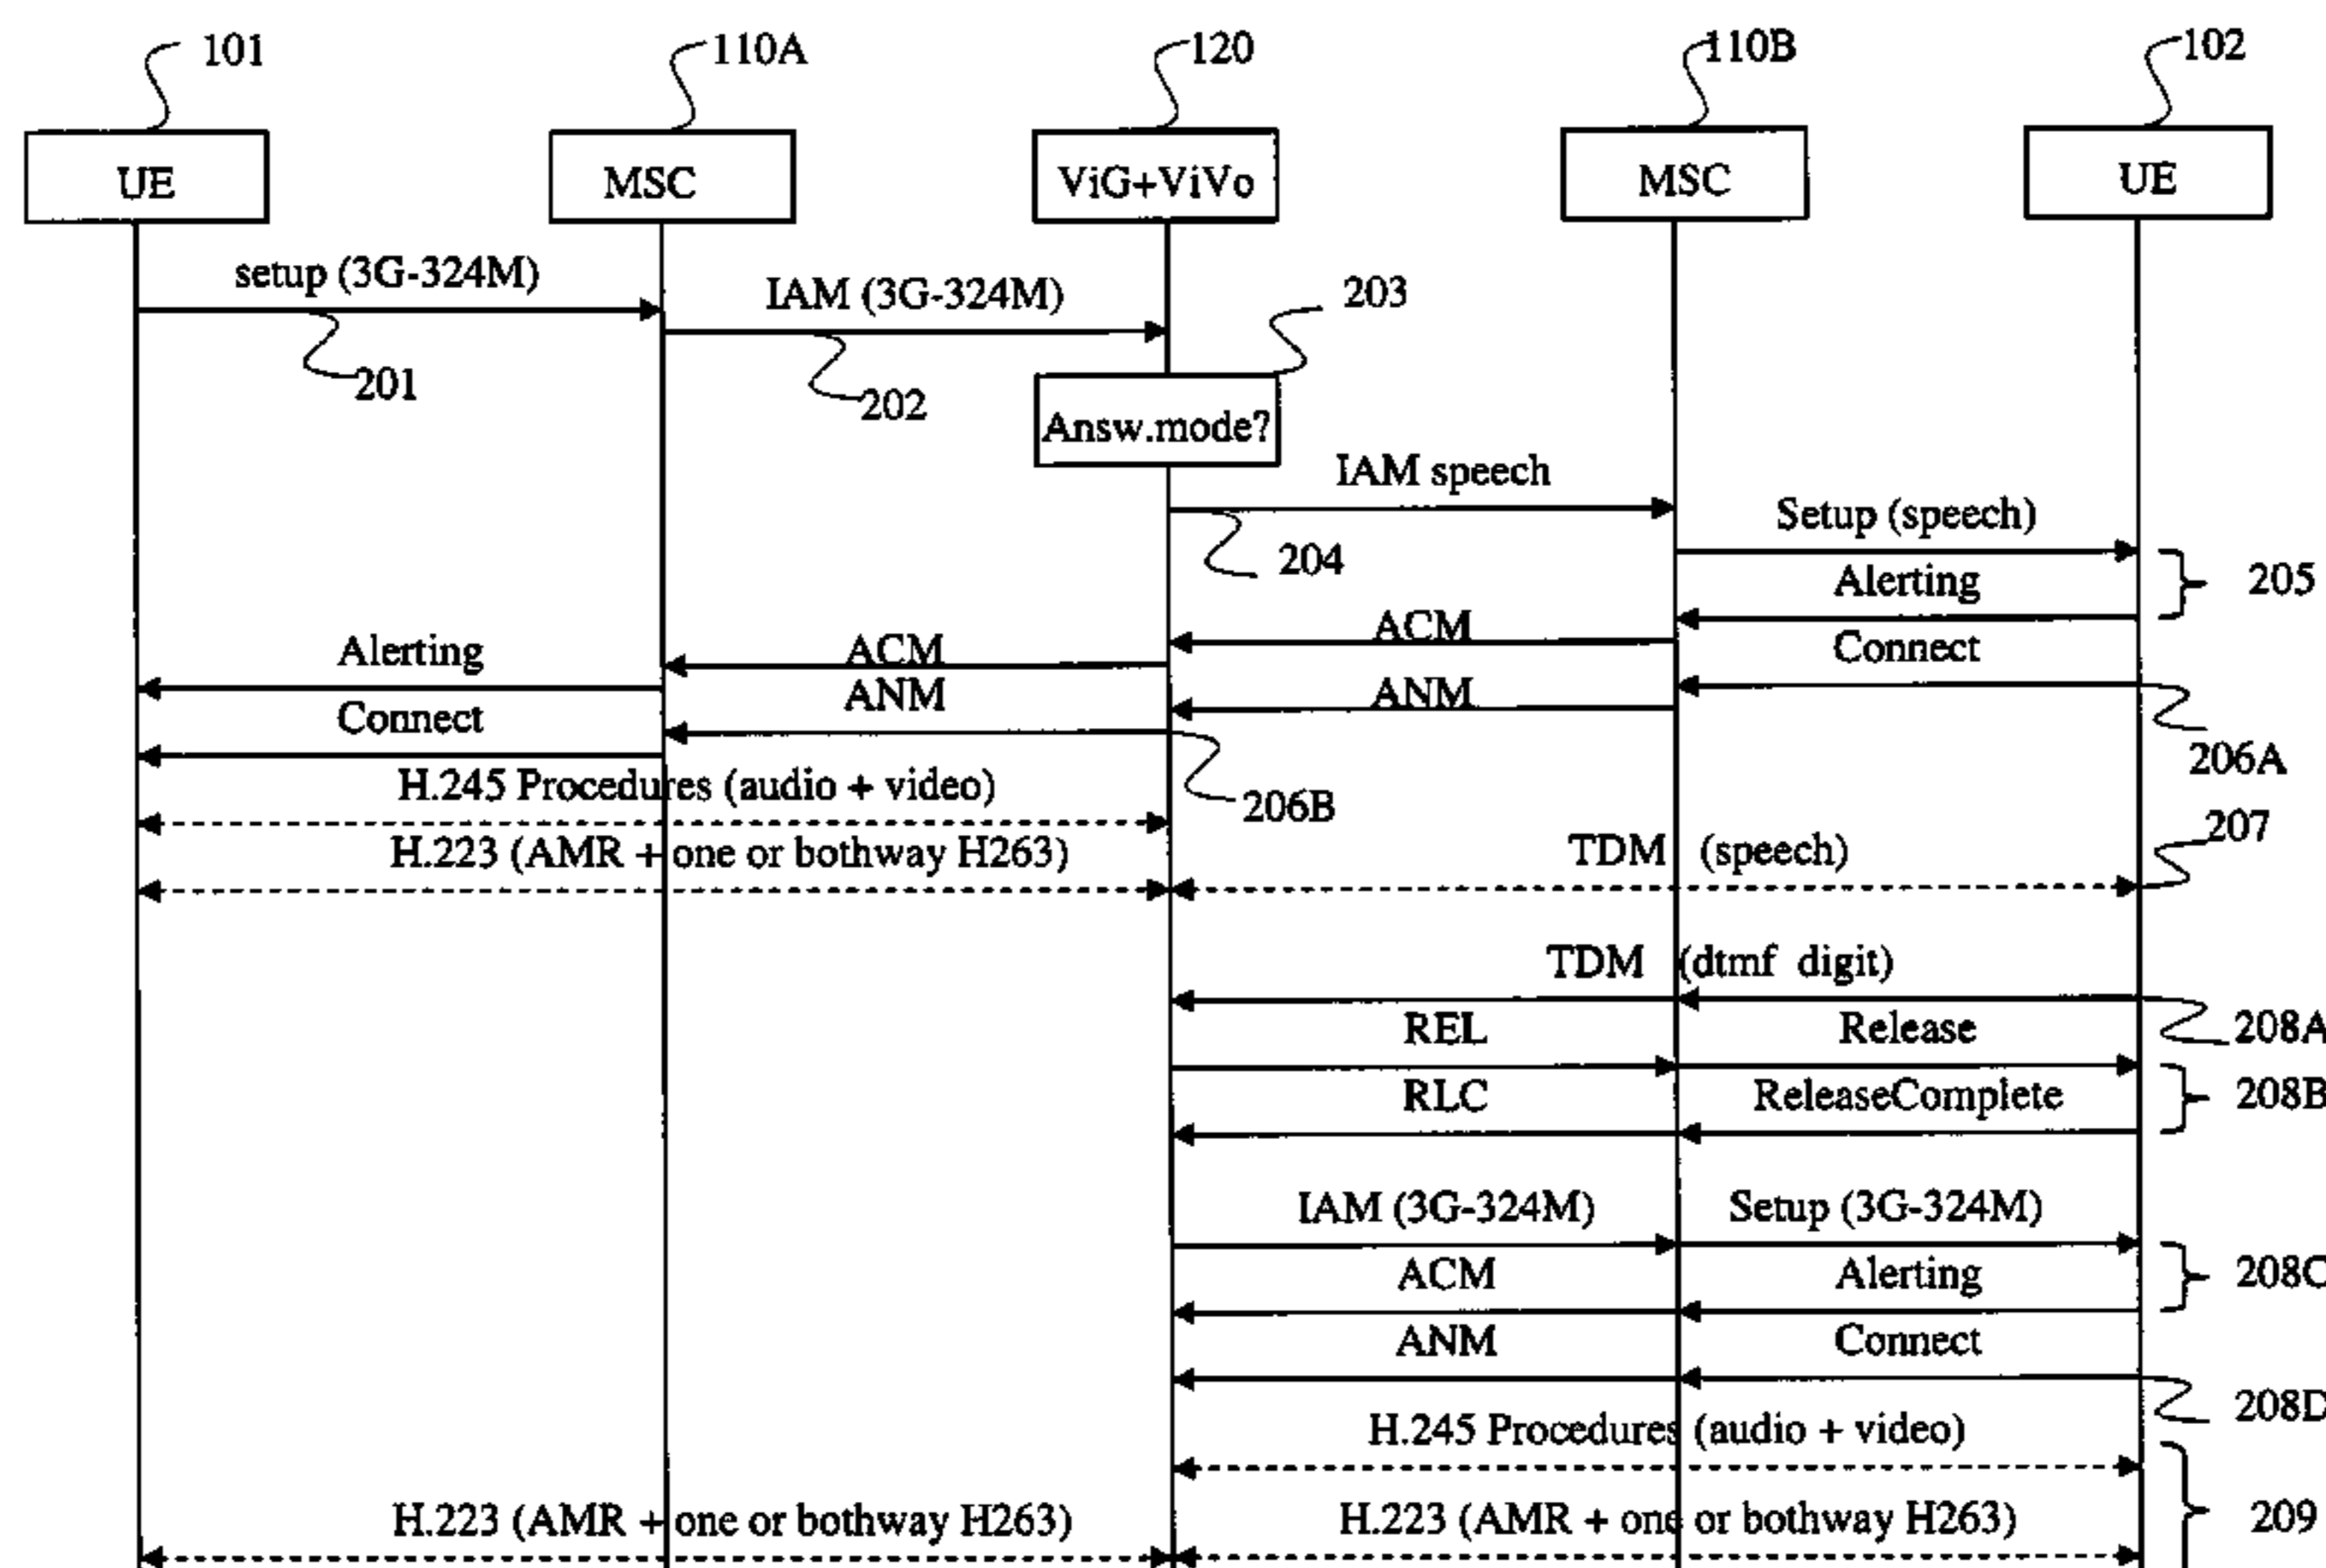 101 110A 120 110B 102
UE MSC ViG+ViVo MSC UE
setup (3G-324M)
IAM (3G-324M)
203
201
202
Answ.mode?
IAM speech
Setup (speech)
204
Alerting
205
ACM
Alerting ACM
Connect
ANM ANM
Connect
206A
H.245 Procedures (audio + video)
206B
207
H.223 (AMR + one or bothway H263)
TDM (speech)
TDM (dtmf digit)
REL Release
208A
RLC ReleaseComplete
208B
IAM (3G-324M) Setup (3G-324M)
ACM Alerting
208C
ANM Connect
208D
H.245 Procedures (audio + video)
H.223 (AMR + one or bothway H263) H.223 (AMR + one or bothway H263)
209